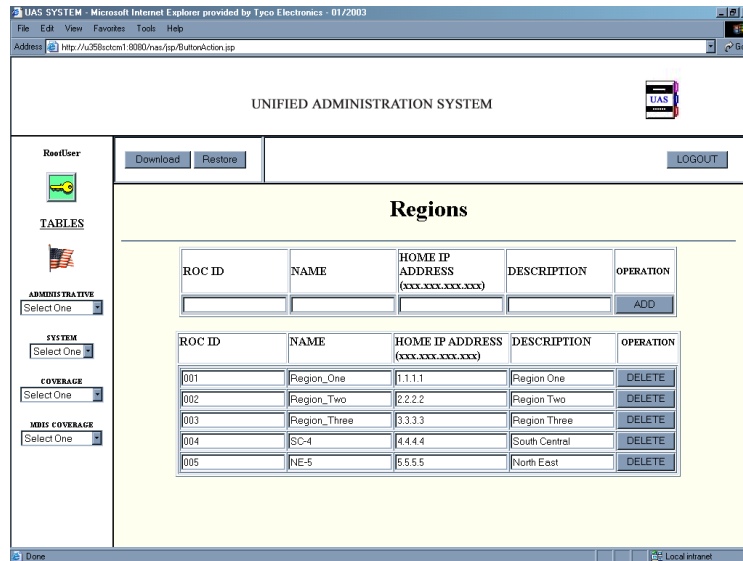 UAS SYSTEM - Microsoft Internet Explorer provided by Tyco Electronics - 01/2003
File Edit View Favorites Tools Help
Address http://u358sctcm1:8080/nas/jsp/ButtonAction.jsp
UNIFIED ADMINISTRATION SYSTEM
UAS
RootUser
Download Restore LOGOUT
TABLES
Regions
ROC ID NAME HOME IP ADDRESS (xxx.xxx.xxx.xxx) DESCRIPTION OPERATION
ADD
ADMINISTRATIVE
Select One
SYSTEM
Select One
COVERAGE
Select One
MDIS COVERAGE
Select One
ROC ID NAME HOME IP ADDRESS (xxx.xxx.xxx.xxx) DESCRIPTION OPERATION
001 Region_One 1.1.1.1 Region One DELETE
002 Region_Two 2.2.2.2 Region Two DELETE
003 Region_Three 3.3.3.3 Region Three DELETE
004 SC-4 4.4.4.4 South Central DELETE
005 NE-5 5.5.5.5 North East DELETE
Done Local intranet